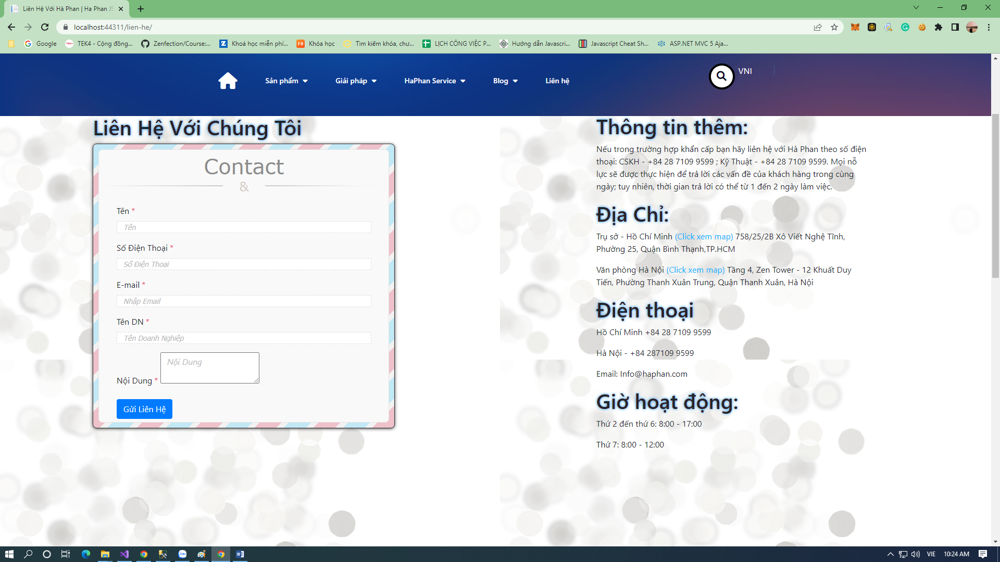 Liên Hệ Với Hà Phan | Ha Phan JS
localhost:44311/lien-he/
Google
TEK4 - Cộng đồng...
Zenfection/Course:...
Khoá học miễn phí...
F8
Khóa học
Tìm kiếm khóa, chư...
LỊCH CÔNG VIỆC P...
Hướng dẫn Javascri...
Javascript Cheat Sh...
ASP.NET MVC 5 Aja...
Sản phẩm
Giải pháp
HaPhan Service
Blog
Liên hệ
VNI
Liên Hệ Với Chúng Tôi
Contact
&
Tên *
Tên
Số Điện Thoại *
Số Điện Thoại
E-mail *
Nhập Email
Tên DN *
Tên Doanh Nghiệp
Nội Dung
Nội Dung *
Gửi Liên Hệ
Thông tin thêm:
Nếu trong trường hợp khẩn cấp bạn hãy liên hệ với Hà Phan theo số điện
thoại: CSKH - +84 28 7109 9599 ; Kỹ Thuật - +84 28 7109 9599. Mọi nỗ
lực sẽ được thực hiện để trả lời các vấn đề của khách hàng trong cùng
ngày; tuy nhiên, thời gian trả lời có thể từ 1 đến 2 ngày làm việc.
Địa Chỉ:
Trụ sở - Hồ Chí Minh (Click xem map) 758/25/2B Xô Viết Nghệ Tĩnh,
Phường 25, Quận Bình Thạnh,TP.HCM
Văn phòng Hà Nội (Click xem map) Tầng 4, Zen Tower - 12 Khuất Duy
Tiến, Phường Thanh Xuân Trung, Quận Thanh Xuân, Hà Nội
Điện thoại
Hồ Chí Minh +84 28 7109 9599
Hà Nội - +84 287109 9599
Email: Info@haphan.com
Giờ hoạt động:
Thứ 2 đến thứ 6: 8:00 - 17:00
Thứ 7: 8:00 - 12:00
Zalo
VIE
10:24 AM